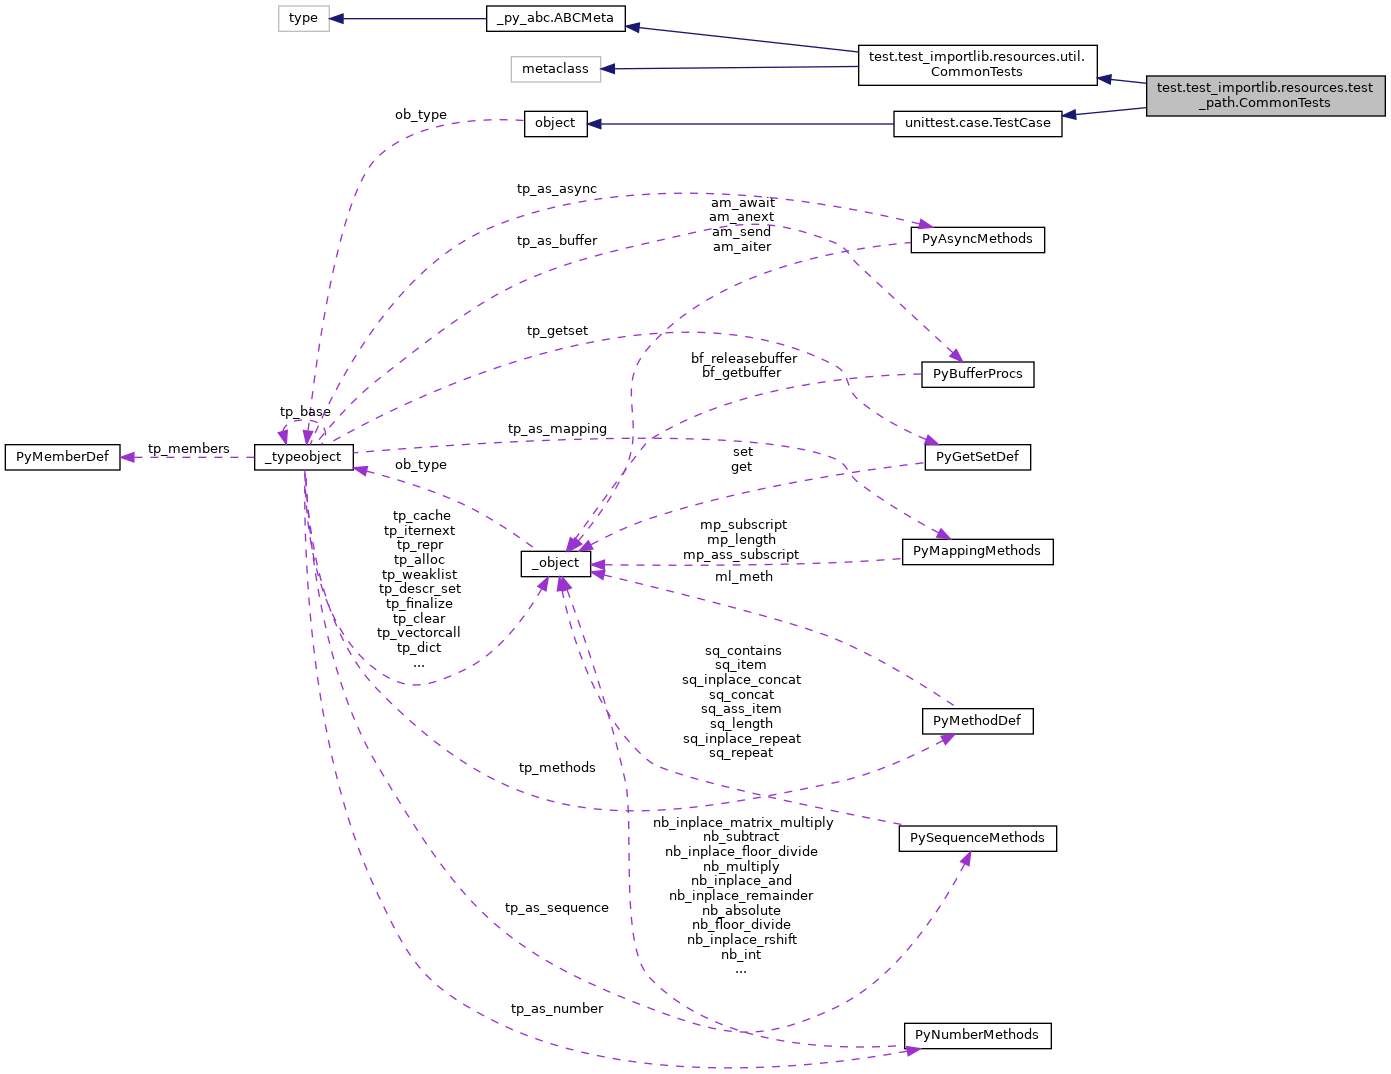 type
_py_abc.ABCMeta
test.test_importlib.resources.util.
CommonTests
metaclass
test.test_importlib.resources.test
_path.CommonTests
ob_type
object
unittest.case.TestCase
tp_as_async
am_await
am_anext
am_send
am_aiter
tp_as_buffer
PyAsyncMethods
tp_getset
bf_releasebuffer
bf_getbuffer
PyBufferProcs
tp_base
tp_as_mapping
PyMemberDef
tp_members
_typeobject
ob_type
set
get
PyGetSetDef
tp_cache
tp_iternext
tp_repr
tp_alloc
tp_weaklist
tp_descr_set
tp_finalize
tp_clear
tp_vectorcall
tp_dict
...
_object
mp_subscript
mp_length
mp_ass_subscript
PyMappingMethods
ml_meth
sq_contains
sq_item
sq_inplace_concat
sq_concat
sq_ass_item
sq_length
sq_inplace_repeat
sq_repeat
PyMethodDef
tp_methods
nb_inplace_matrix_multiply
nb_subtract
nb_inplace_floor_divide
nb_multiply
nb_inplace_and
nb_inplace_remainder
nb_absolute
nb_floor_divide
nb_inplace_rshift
nb_int
...
PySequenceMethods
tp_as_sequence
tp_as_number
PyNumberMethods